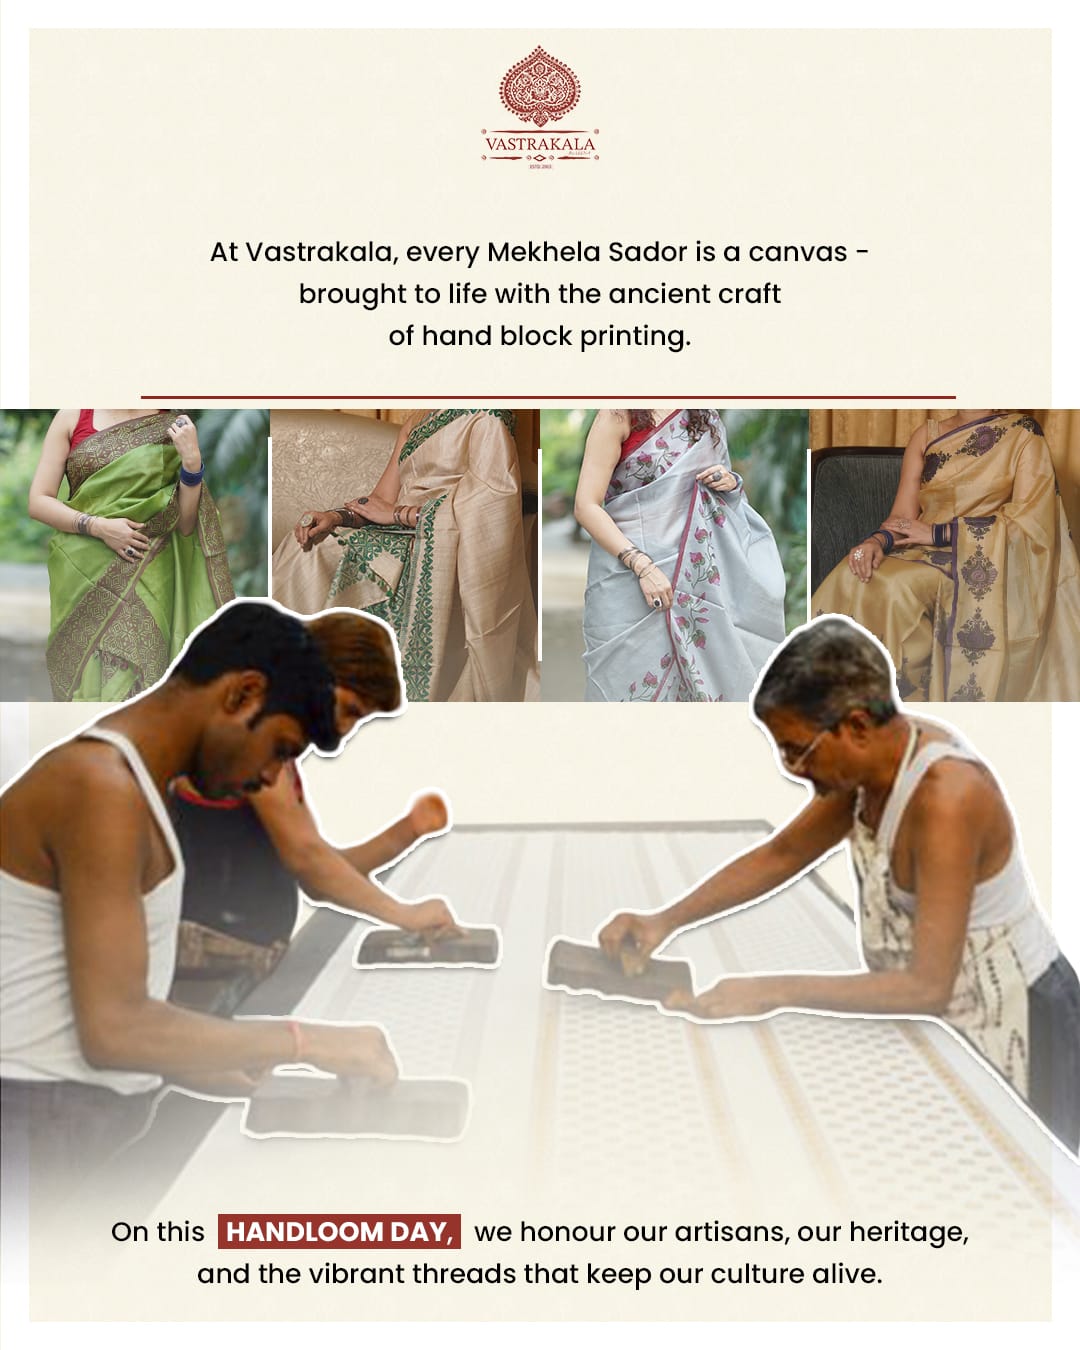 VASTRAKALA
ESTD. 2003
At Vastrakala, every Mekhela Sador is a canvas -
brought to life with the ancient craft
of hand block printing.
On this HANDLOOM DAY, we honour our artisans, our heritage,
and the vibrant threads that keep our culture alive.